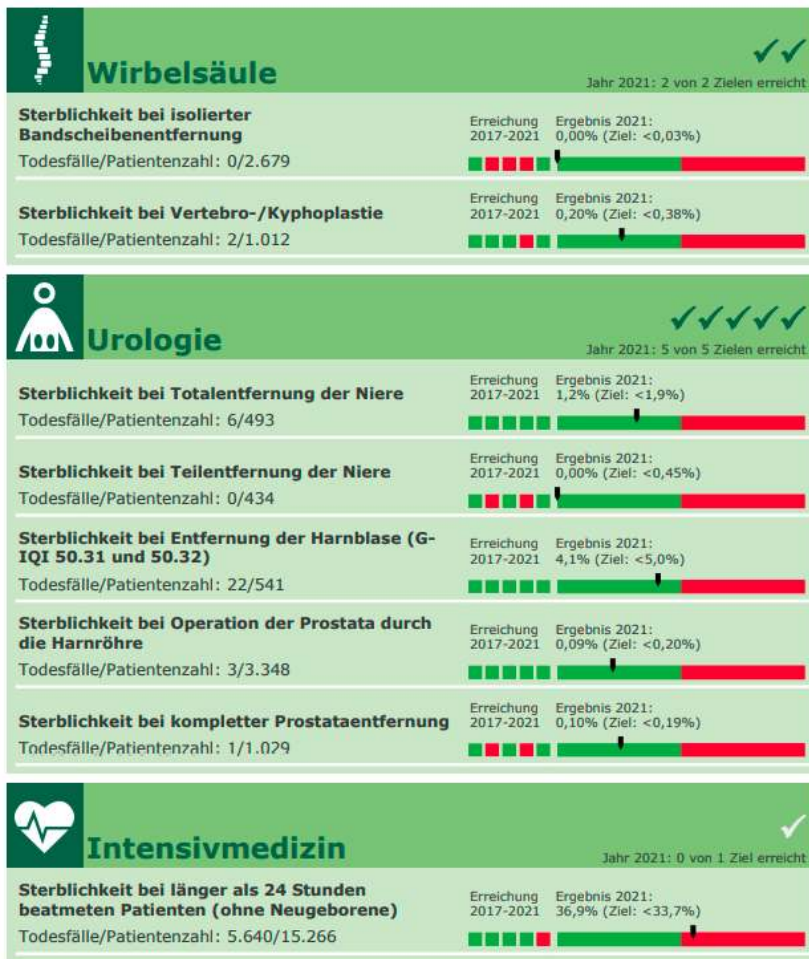 Wirbelsäule
Jahr 2021: 2 von 2 Zielen erreicht
Sterblichkeit bei isolierter
Bandscheibenentfernung
Todesfälle/Patientenzahl: 0/2.679
Erreichung
2017-2021
Ergebnis 2021:
0,00% (Ziel: <0,03%)
Sterblichkeit bei Vertebro-/Kyphoplastie
Todesfälle/Patientenzahl: 2/1.012
Erreichung
2017-2021
Ergebnis 2021:
0,20% (Ziel: <0,38%)
Urologie
Jahr 2021: 5 von 5 Zielen erreicht
Sterblichkeit bei Totalentfernung der Niere
Todesfälle/Patientenzahl: 6/493
Erreichung
2017-2021
Ergebnis 2021:
1,2% (Ziel: <1,9%)
Sterblichkeit bei Teilentfernung der Niere
Todesfälle/Patientenzahl: 0/434
Erreichung
2017-2021
Ergebnis 2021:
0,00% (Ziel: <0,45%)
Sterblichkeit bei Entfernung der Harnblase (G-
IQI 50.31 und 50.32)
Todesfälle/Patientenzahl: 22/541
Erreichung
2017-2021
Ergebnis 2021:
4,1% (Ziel: <5,0%)
Sterblichkeit bei Operation der Prostata durch
die Harnröhre
Todesfälle/Patientenzahl: 3/3.348
Erreichung
2017-2021
Ergebnis 2021:
0,09% (Ziel: <0,20%)
Sterblichkeit bei kompletter Prostataentfernung
Todesfälle/Patientenzahl: 1/1.029
Erreichung
2017-2021
Ergebnis 2021:
0,10% (Ziel: <0,19%)
Intensivmedizin
Jahr 2021: 0 von 1 Ziel erreicht
Sterblichkeit bei länger als 24 Stunden
beatmeten Patienten (ohne Neugeborene)
Todesfälle/Patientenzahl: 5.640/15.266
Erreichung
2017-2021
Ergebnis 2021:
36,9% (Ziel: <33,7%)